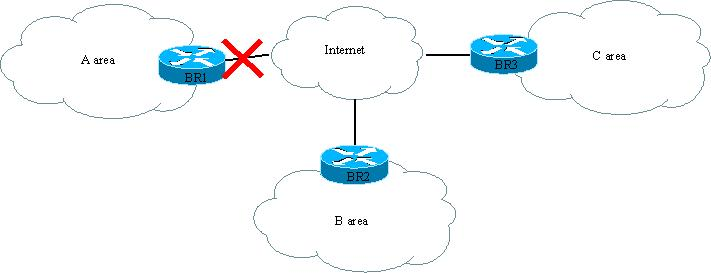 A area
BR1
Internet
BR3
C area
BR2
B area